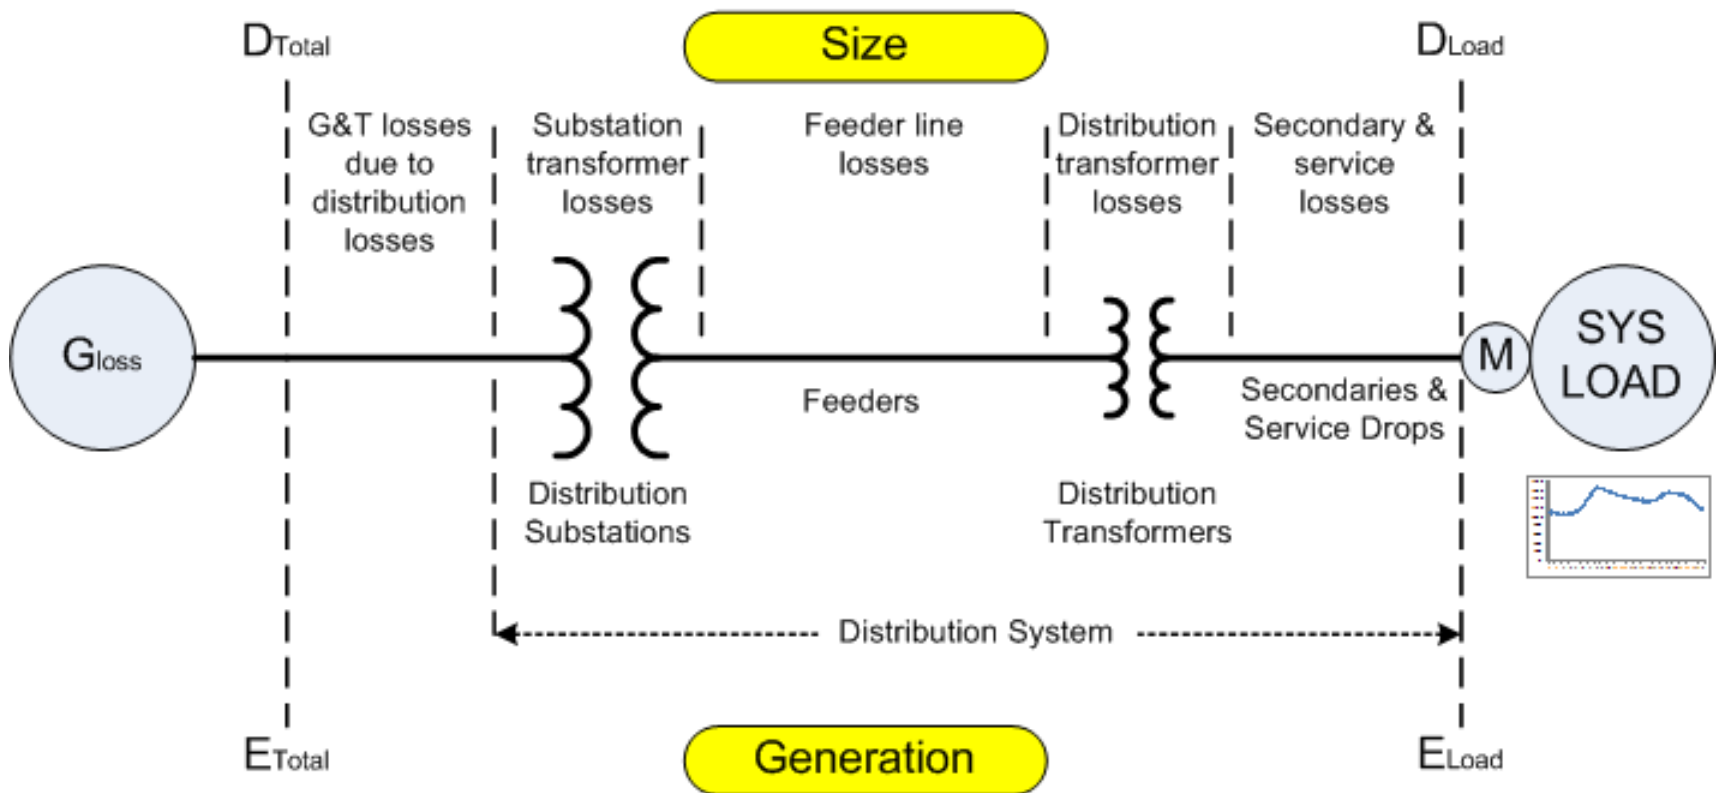 DTotal
Size
DLoad
G&T losses
due to
distribution
losses
Substation
transformer
losses
Feeder line
losses
Distribution
transformer
losses
Secondary &
service
losses
Gloss
M
SYS
LOAD
Feeders
Secondaries &
Service Drops
Distribution
Substations
Distribution
Transformers
Distribution System
ETotal
Generation
ELoad